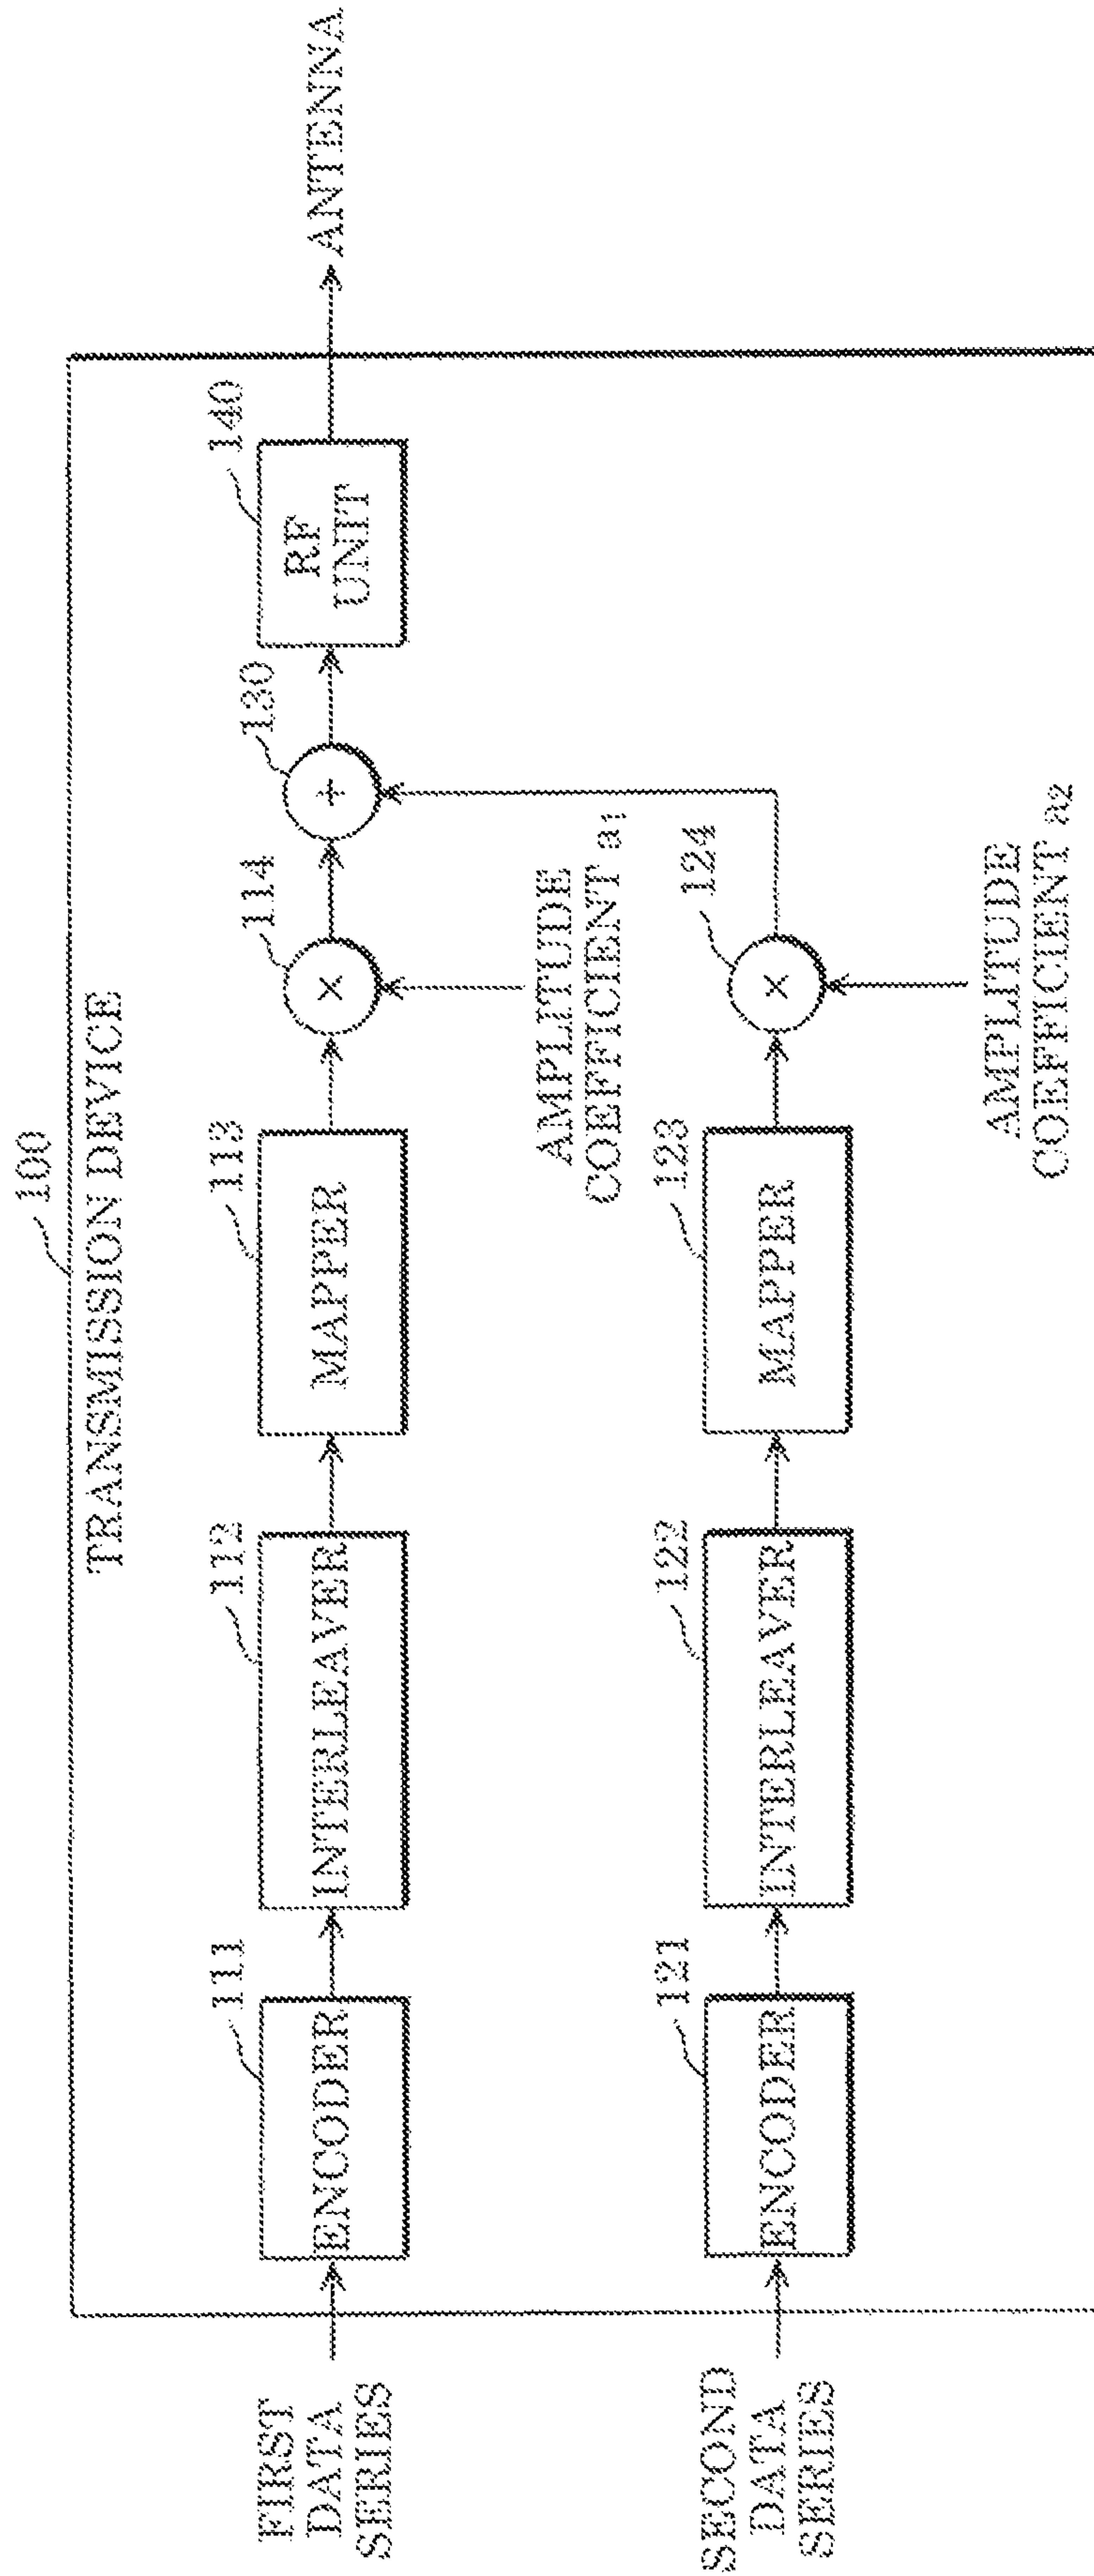 100
TRANSMISSION DEVICE
FIRST
DATA
SERIES
111
ENCODER
112
INTERLEAVER
113
MAPPER
114
×
AMPLITUDE
COEFFICIENT a1
130
+
140
RF
UNIT
ANTENNA
SECOND
DATA
SERIES
121
ENCODER
122
INTERLEAVER
123
MAPPER
124
×
AMPLITUDE
COEFFICIENT a2